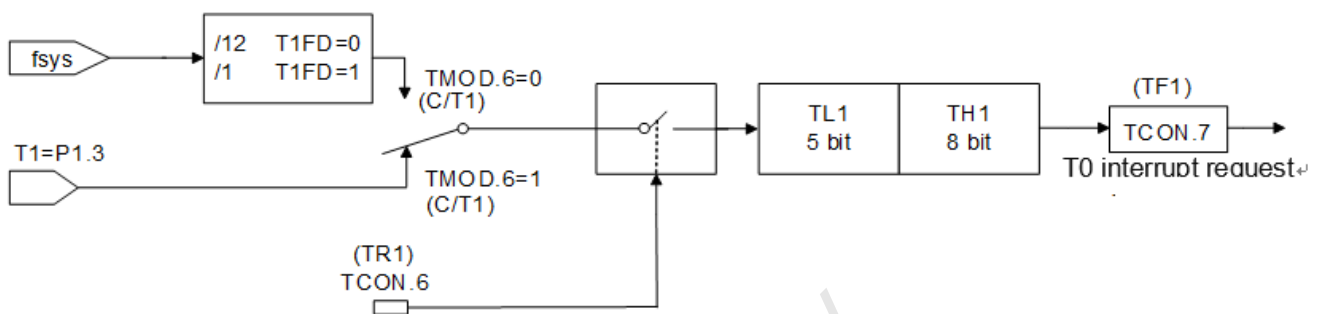 fsys
/12 T1FD=0
/1 T1FD=1
TMOD.6=0
(C/T1)
T1=P1.3
TMOD.6=1
(C/T1)
(TR1)
TCON.6
TL1
5 bit
TH1
8 bit
(TF1)
TCON.7
T0 interrupt request↵